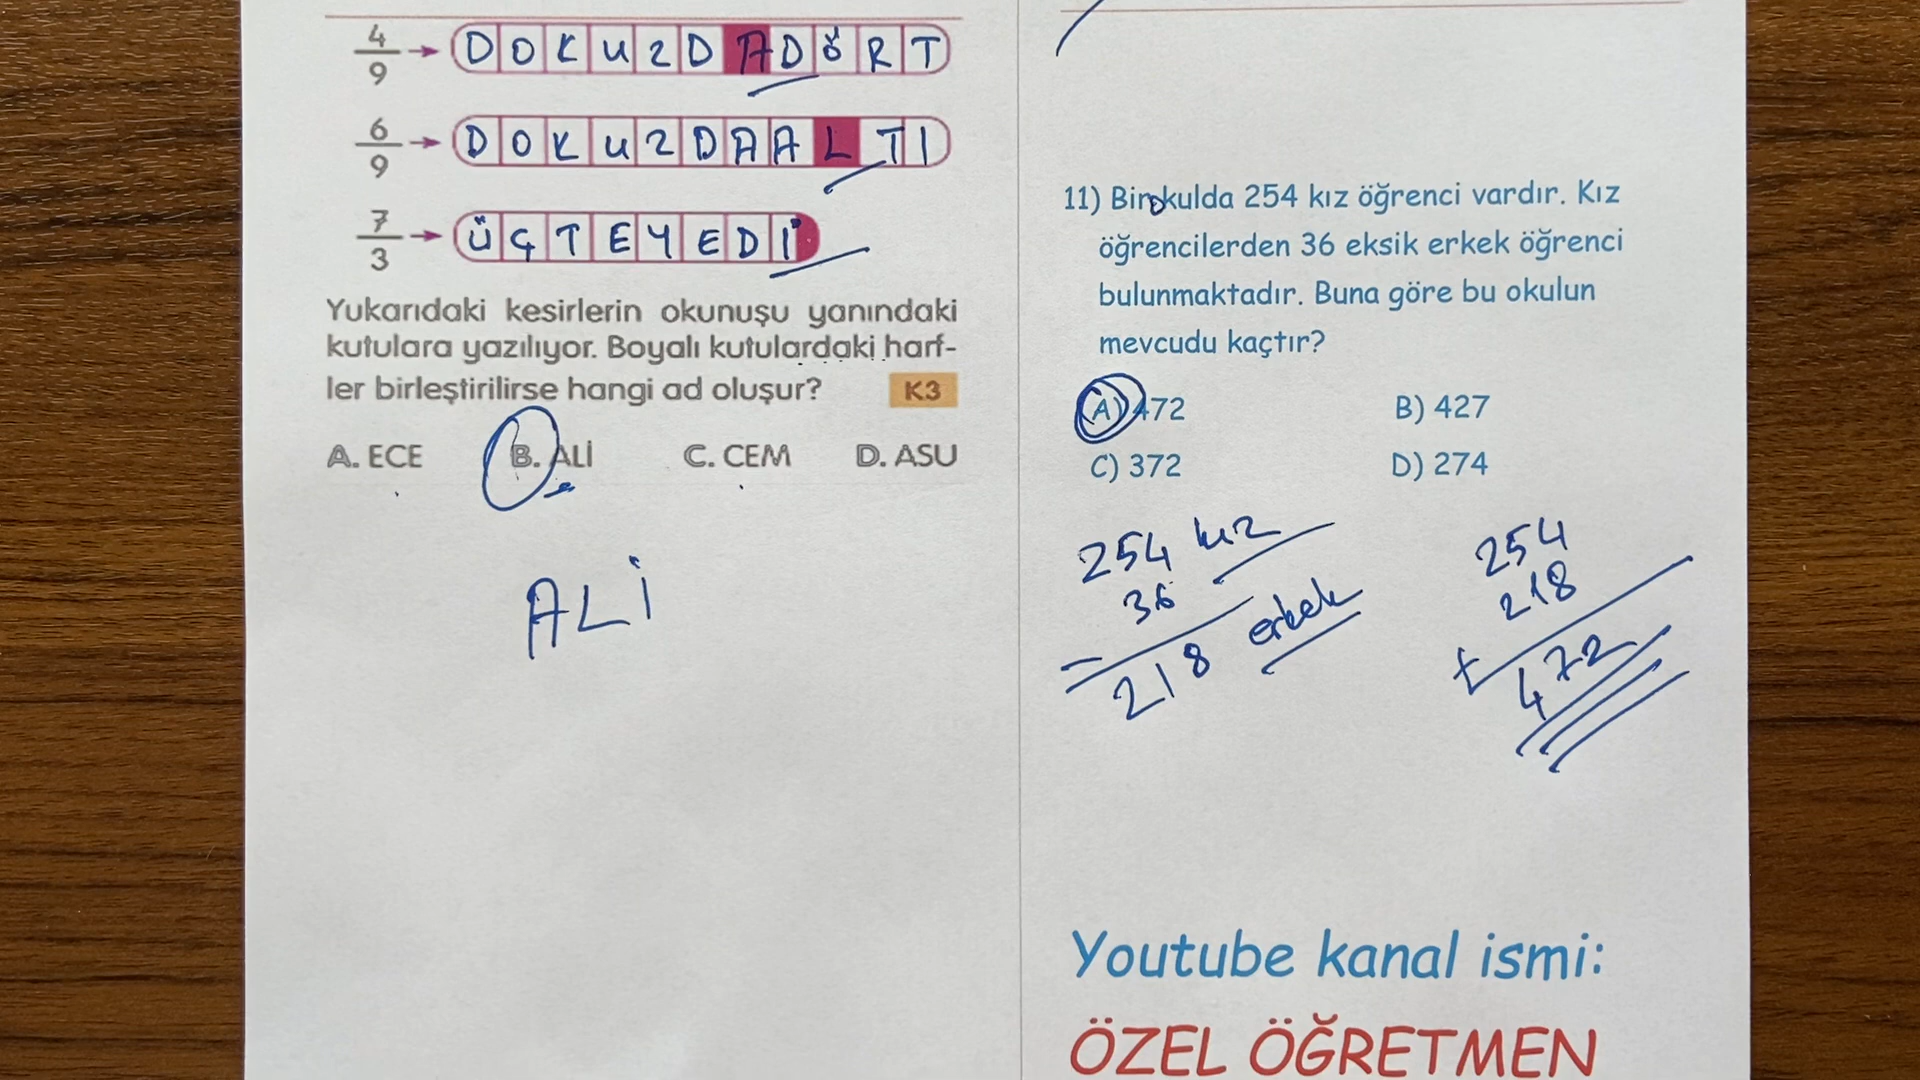 4/9 → DOKUZDADÖRT
6/9 → DOKUZDAALTI
7/3 → ÜÇTEYEDİ
Yukarıdaki kesirlerin okunuşu yanındaki
kutulara yazılıyor. Boyalı kutulardaki harf-
ler birleştirilirse hangi ad oluşur? K3
A. ECE B. ALİ C. CEM D. ASU
ALİ
11) Bir okulda 254 kız öğrenci vardır. Kız
öğrencilerden 36 eksik erkek öğrenci
bulunmaktadır. Buna göre bu okulun
mevcudu kaçtır?
A) 472 B) 427
C) 372 D) 274
254 kız
36
–
218 erkek
254
218
+
472
Youtube kanal ismi:
ÖZEL ÖĞRETMEN